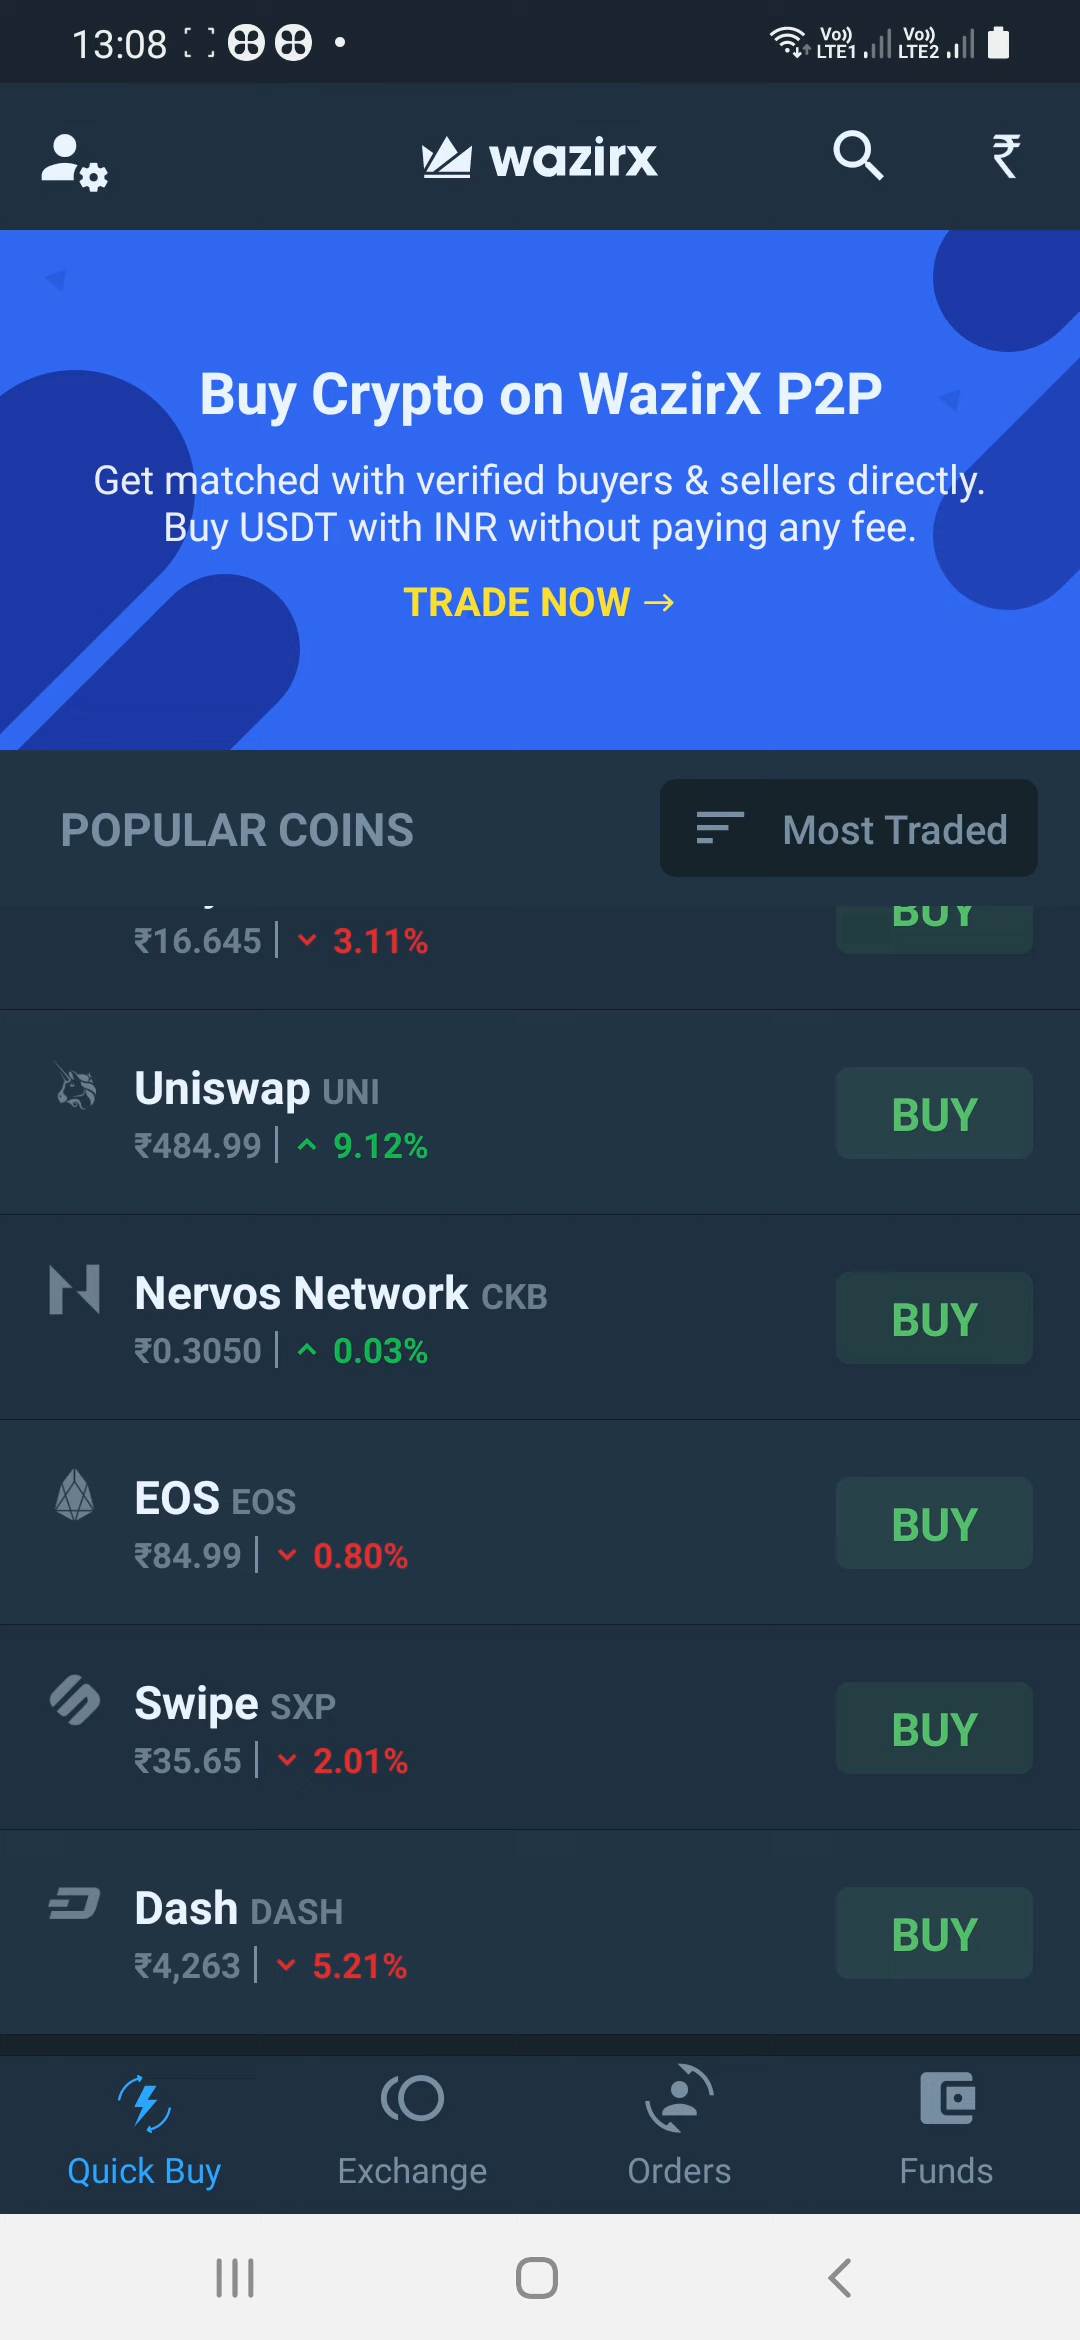 13:08
Vo)) LTE1 Vo)) LTE2
wazirx
₹
Buy Crypto on WazirX P2P
Get matched with verified buyers & sellers directly.
Buy USDT with INR without paying any fee.
TRADE NOW →
POPULAR COINS
Most Traded
BUY
₹16.645 | 3.11%
Uniswap UNI
₹484.99 | 9.12%
BUY
Nervos Network CKB
₹0.3050 | 0.03%
BUY
EOS EOS
₹84.99 | 0.80%
BUY
Swipe SXP
₹35.65 | 2.01%
BUY
Dash DASH
₹4,263 | 5.21%
BUY
Quick Buy
Exchange
Orders
Funds